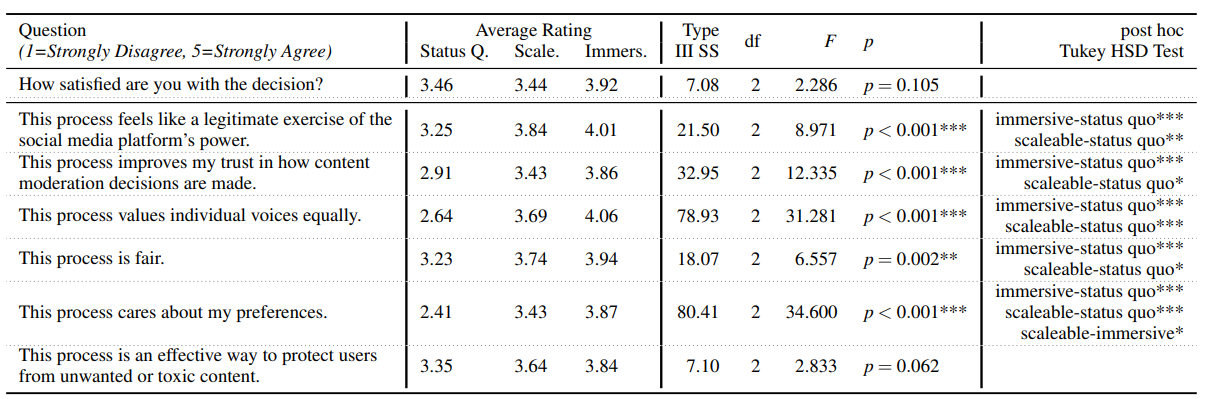 Question Average Rating Type df F p post hoc
(1=Strongly Disagree, 5=Strongly Agree) Status Q. Scale. Immers. III SS Tukey HSD Test
How satisfied are you with the decision? 3.46 3.44 3.92 7.08 2 2.286 p = 0.105
This process feels like a legitimate exercise of the immersive-status quo***
social media platform's power. 3.25 3.84 4.01 21.50 2 8.971 p < 0.001*** scaleable-status quo**
This process improves my trust in how content immersive-status quo***
moderation decisions are made. 2.91 3.43 3.86 32.95 2 12.335 p < 0.001*** scaleable-status quo*
This process values individual voices equally. 2.64 3.69 4.06 78.93 2 31.281 p < 0.001*** immersive-status quo***
scaleable-status quo***
This process is fair. 3.23 3.74 3.94 18.07 2 6.557 p = 0.002** immersive-status quo***
scaleable-status quo*
immersive-status quo***
This process cares about my preferences. 2.41 3.43 3.87 80.41 2 34.600 p < 0.001*** scaleable-status quo***
scaleable-immersive*
This process is an effective way to protect users
from unwanted or toxic content. 3.35 3.64 3.84 7.10 2 2.833 p = 0.062